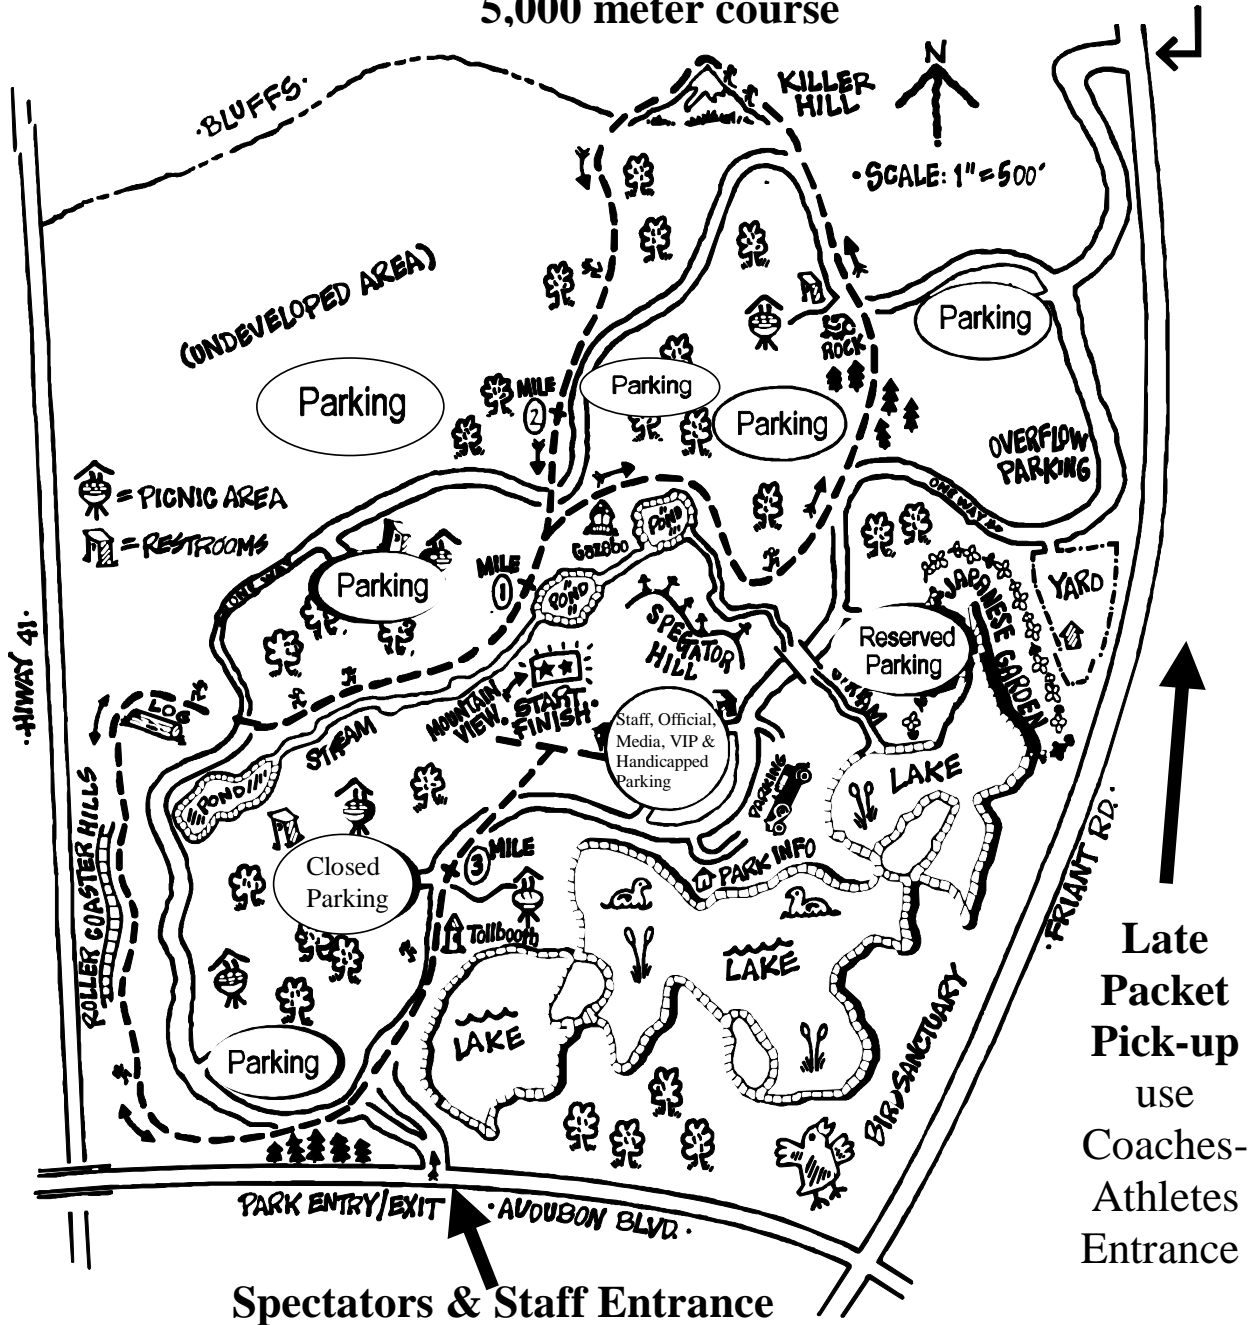 5,000 meter course
N
KILLER
HILL
·BLUFFS·
·SCALE: 1"=500'
(UNDEVELOPED AREA)
Parking
ROCK
Parking
Parking
Parking
MILE
2
Parking
OVERFLOW
PARKING
= PICNIC AREA
= RESTROOMS
ONE WAY
POND
Gazebo
ONE WAY
Parking
MILE
1
POND
YARD
JAPANESE GARDEN
SPECTATOR
HILL
Reserved
Parking
·HIWAY 41·
LOG
MOUNTAIN
VIEW
START
FINISH
STREAM
STREAM
Staff, Official,
Media, VIP &
Handicapped
Parking
LAKE
PARKING
POND
ROLLER COASTER HILLS
Closed
Parking
3
MILE
PARK INFO
Tollbooth
LAKE
·FRIANT RD.·
LAKE
Parking
BIRD SANCTUARY
Late
Packet
Pick-up
use
Coaches-
Athletes
Entrance
PARK ENTRY/EXIT
·AUDUBON BLVD.·
Spectators & Staff Entrance